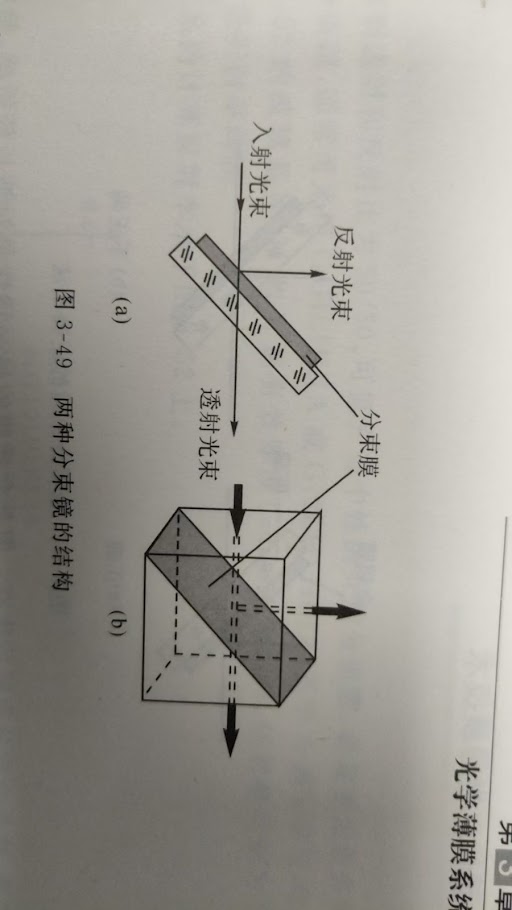 第3章
光学薄膜系统
分束膜
反射光束
入射光束
透射光束
(a)
(b)
图 3-49 两种分束镜的结构